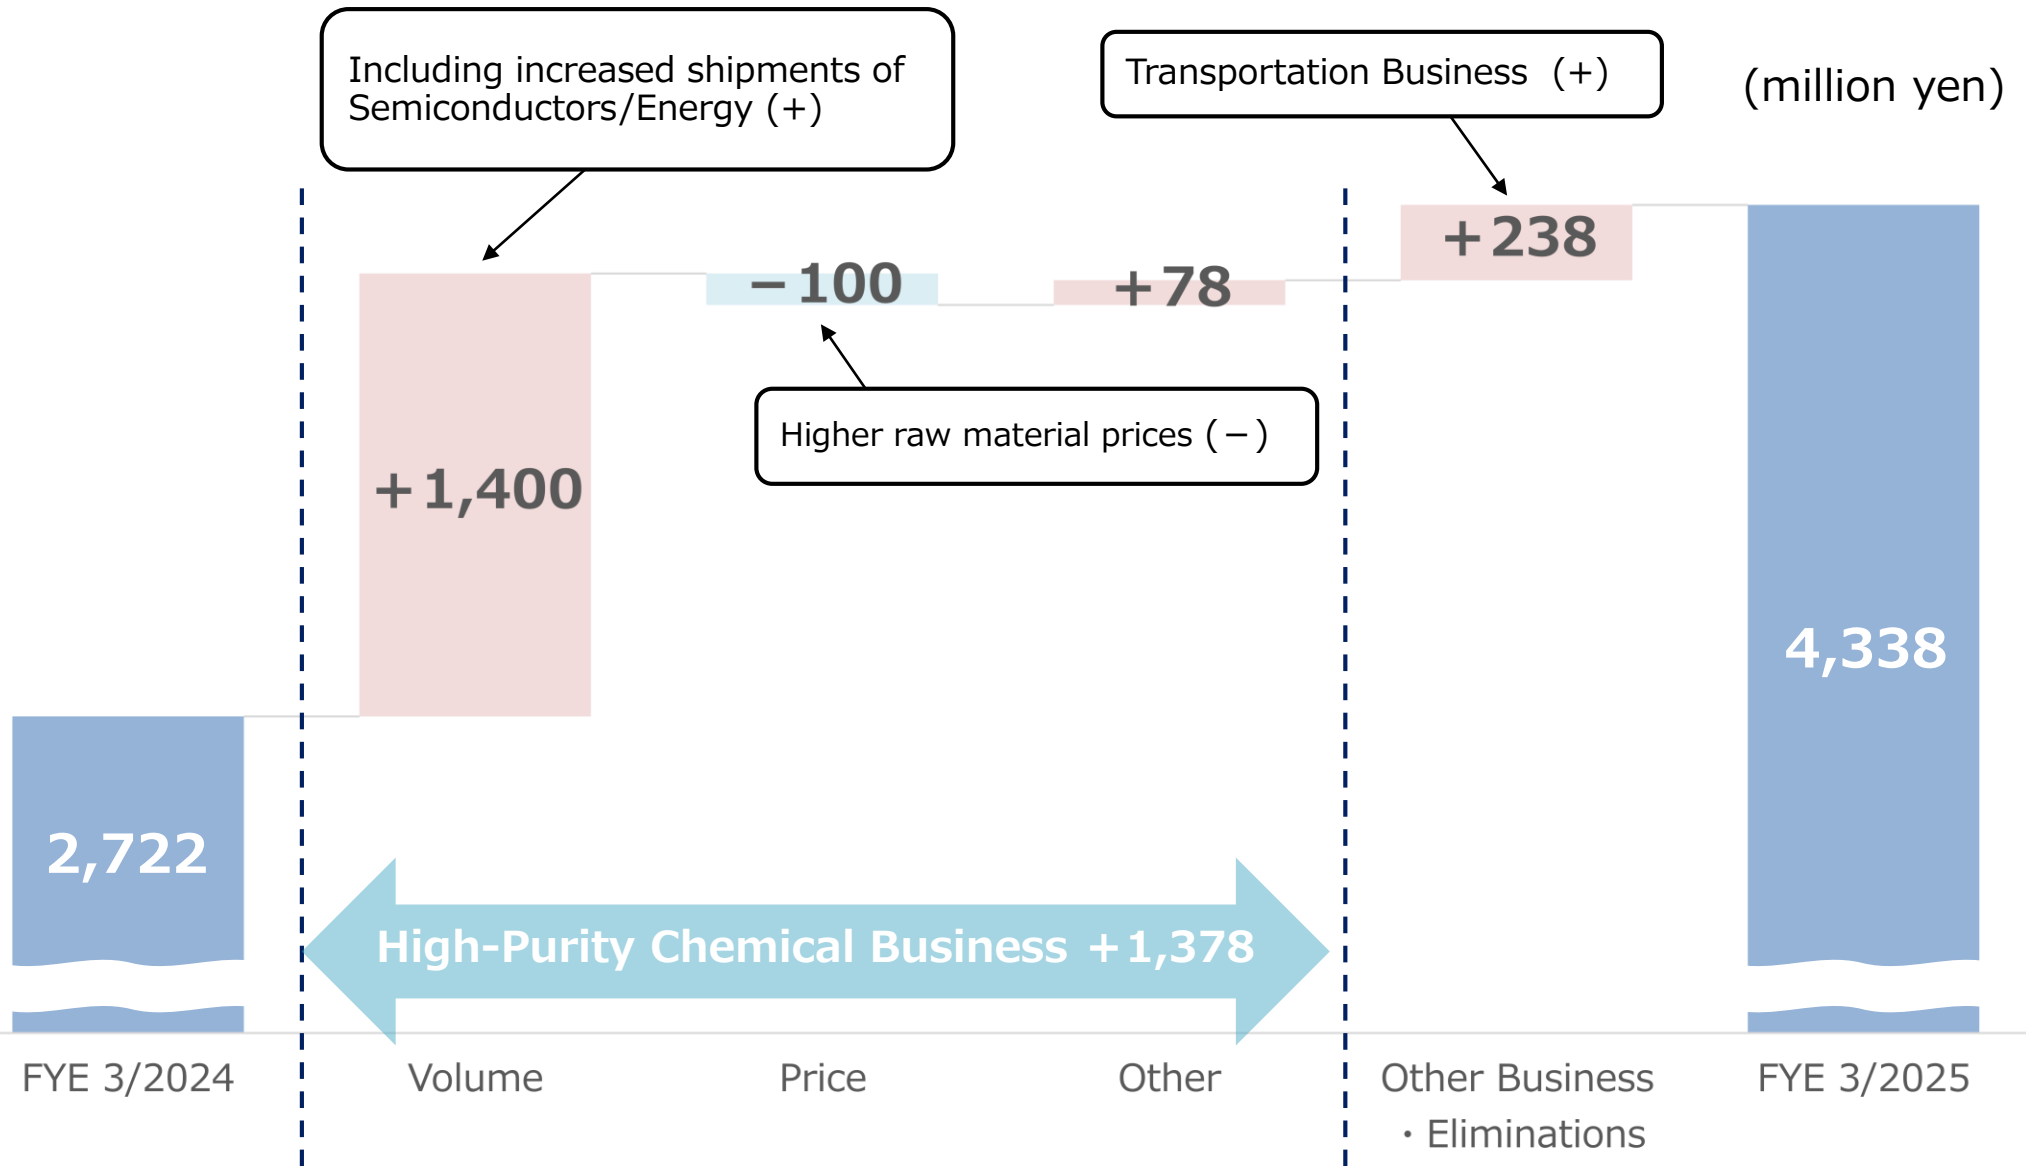 Including increased shipments of
Semiconductors/Energy (+)
Transportation Business (+)
(million yen)
+238
-100
+78
Higher raw material prices (-)
+1,400
4,338
2,722
High-Purity Chemical Business +1,378
FYE 3/2024
Volume
Price
Other
Other Business
・Eliminations
FYE 3/2025